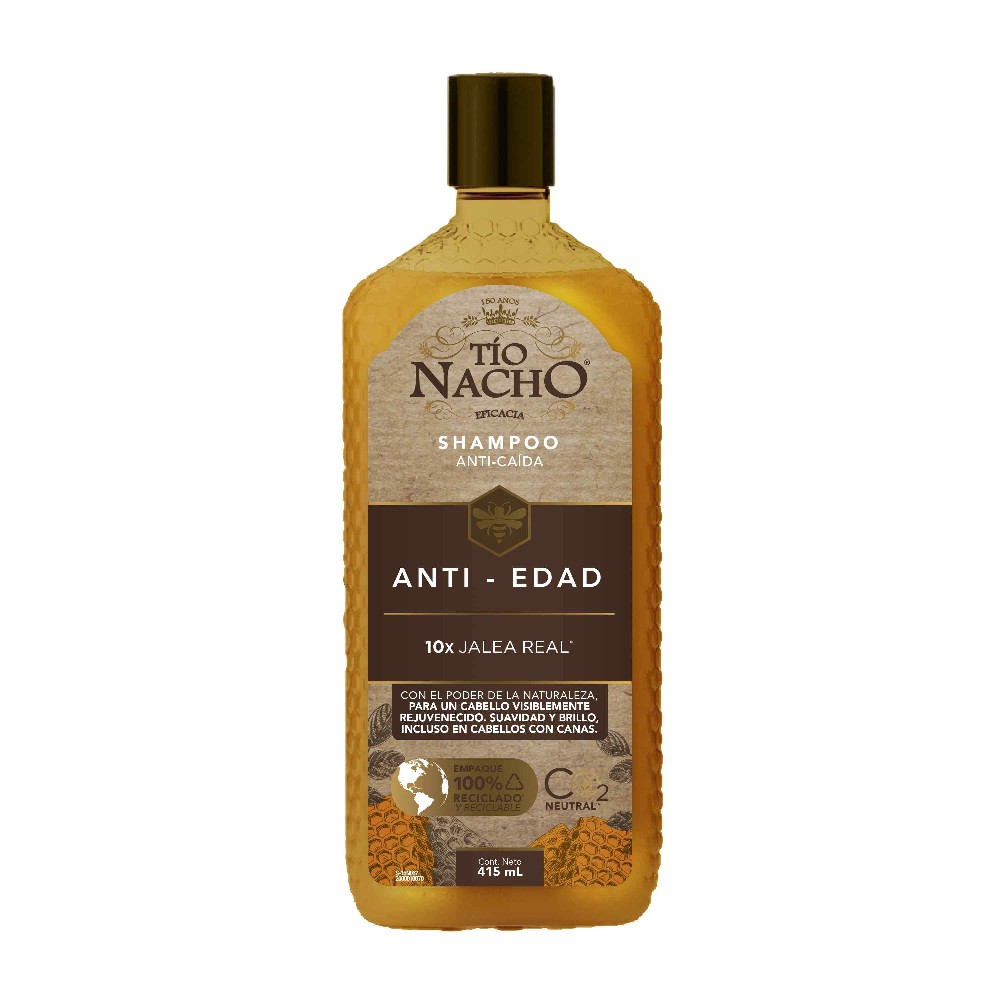 150 AÑOS
TÍO
NACHO®
EFICACIA
SHAMPOO
ANTI-CAÍDA
ANTI - EDAD
10x JALEA REAL*
CON EL PODER DE LA NATURALEZA,
PARA UN CABELLO VISIBLEMENTE
REJUVENECIDO. SUAVIDAD Y BRILLO,
INCLUSO EN CABELLOS CON CANAS.
EMPAQUE
100%
RECICLADO*
Y RECICLABLE
CO2
NEUTRAL™
Cont. Neto
415 mL